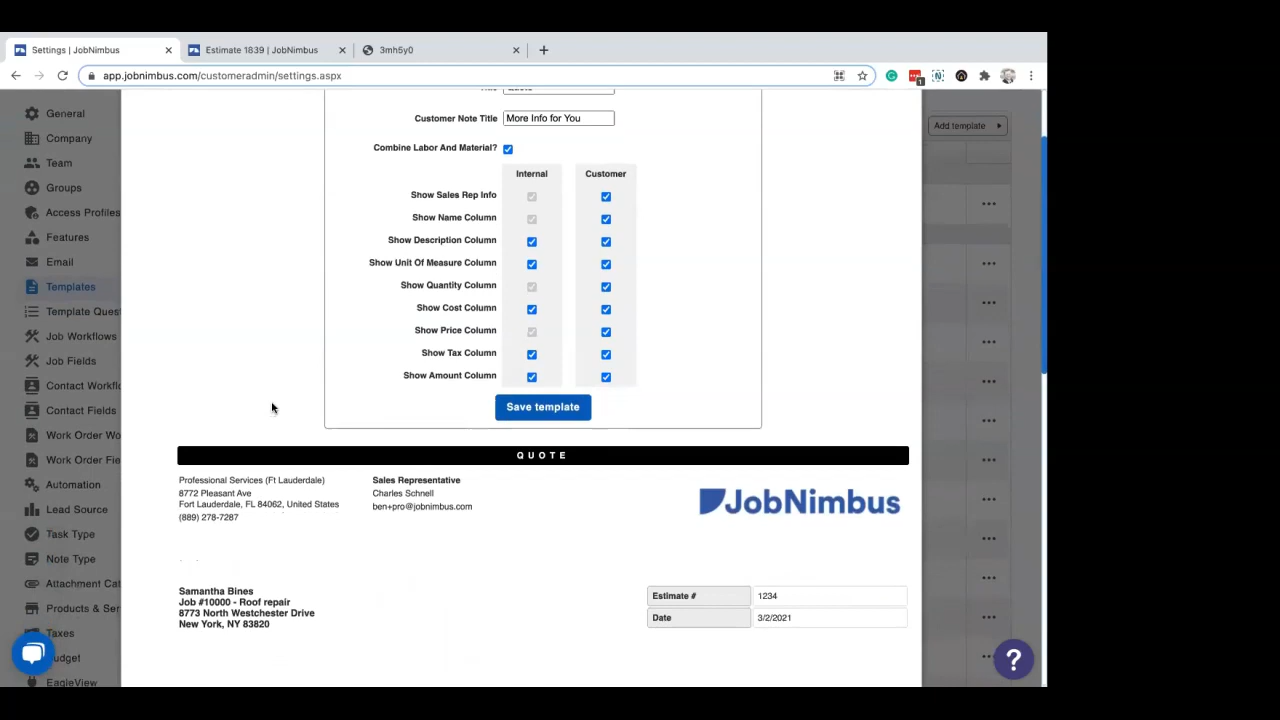 Settings | JobNimbus
Estimate 1839 | JobNimbus
3mh5y0
app.jobnimbus.com/customeradmin/settings.aspx
1
General
Company
Team
Groups
Access Profiles
Features
Email
Templates
Template Quest
Job Workflows
Job Fields
Contact Workflo
Contact Fields
Work Order Wo
Work Order Fie
Automation
Lead Source
Task Type
Note Type
Attachment Cat
Products & Ser
Taxes
udget
EagleView
Add template
Customer Note Title
More Info for You
Combine Labor And Material?
Internal
Customer
Show Sales Rep Info
Show Name Column
Show Description Column
Show Unit Of Measure Column
Show Quantity Column
Show Cost Column
Show Price Column
Show Tax Column
Show Amount Column
Save template
QUOTE
Professional Services (Ft Lauderdale)
8772 Pleasant Ave
Fort Lauderdale, FL 84062, United States
(889) 278-7287
Sales Representative
Charles Schnell
ben+pro@jobnimbus.com
JobNimbus
Samantha Bines
Job #10000 - Roof repair
8773 North Westchester Drive
New York, NY 83820
Estimate # 1234
Date 3/2/2021
?